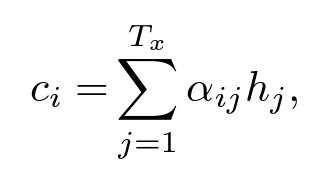 $c_i = \sum_{j=1}^{T_x} \alpha_{ij} h_j,$